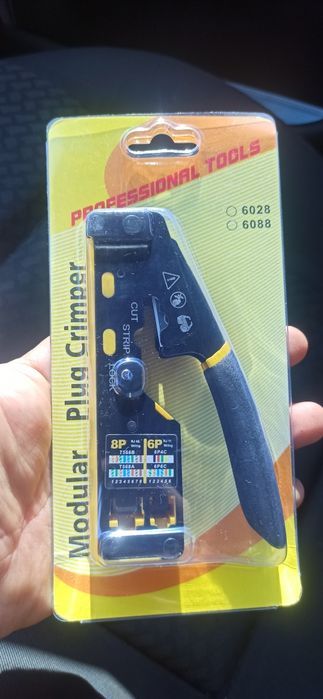 PROFESSIONAL TOOLS
6028
6088
Modular Plug Crimper
CUT STRIP
LOCK
8P
6P
T568B
6P4C
T568A
6P6C
12345678
123456